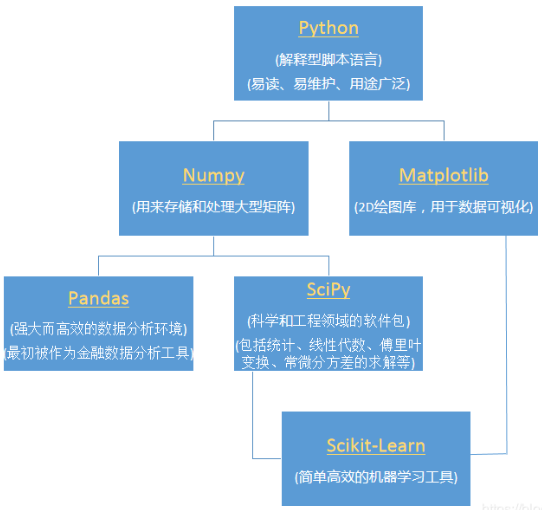 Python
(解释型脚本语言)
(易读、易维护、用途广泛)
Numpy
(用来存储和处理大型矩阵)
Matplotlib
(2D绘图库，用于数据可视化)
Pandas
(强大而高效的数据分析环境)
(最初被作为金融数据分析工具)
SciPy
(科学和工程领域的软件包)
(包括统计、线性代数、傅里叶
变换、常微分方差的求解等)
Scikit-Learn
(简单高效的机器学习工具)